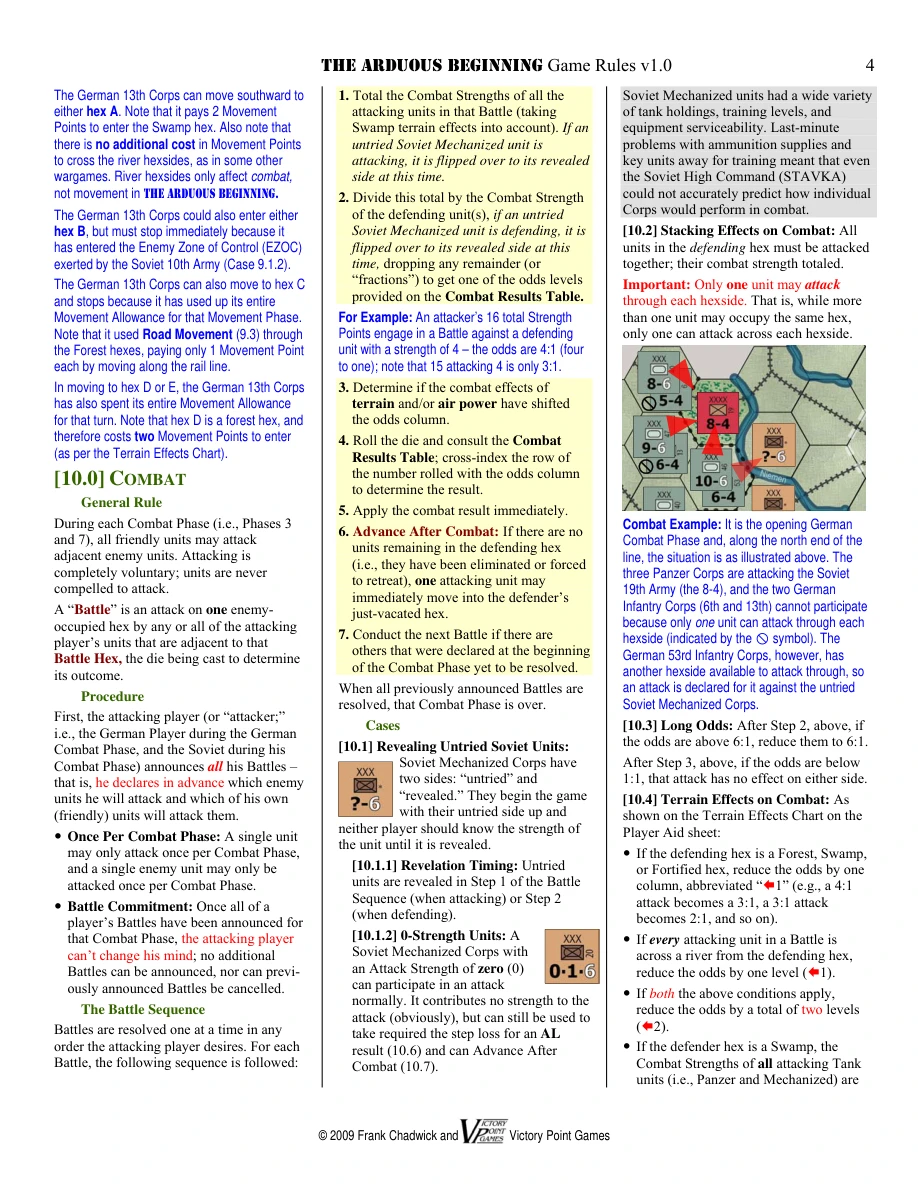 THE ARDUOUS BEGINNING Game Rules v1.0 4
The German 13th Corps can move southward to
either hex A. Note that it pays 2 Movement
Points to enter the Swamp hex. Also note that
there is no additional cost in Movement Points
to cross the river hexsides, as in some other
wargames. River hexsides only affect combat,
not movement in THE ARDUOUS BEGINNING.
The German 13th Corps could also enter either
hex B, but must stop immediately because it
has entered the Enemy Zone of Control (EZOC)
exerted by the Soviet 10th Army (Case 9.1.2).
The German 13th Corps can also move to hex C
and stops because it has used up its entire
Movement Allowance for that Movement Phase.
Note that it used Road Movement (9.3) through
the Forest hexes, paying only 1 Movement Point
each by moving along the rail line.
In moving to hex D or E, the German 13th Corps
has also spent its entire Movement Allowance
for that turn. Note that hex D is a forest hex, and
therefore costs two Movement Points to enter
(as per the Terrain Effects Chart).
[10.0] COMBAT
General Rule
During each Combat Phase (i.e., Phases 3
and 7), all friendly units may attack
adjacent enemy units. Attacking is
completely voluntary; units are never
compelled to attack.
A “Battle” is an attack on one enemy-
occupied hex by any or all of the attacking
player’s units that are adjacent to that
Battle Hex, the die being cast to determine
its outcome.
Procedure
First, the attacking player (or “attacker;”
i.e., the German Player during the German
Combat Phase, and the Soviet during his
Combat Phase) announces all his Battles –
that is, he declares in advance which enemy
units he will attack and which of his own
(friendly) units will attack them.
• Once Per Combat Phase: A single unit
may only attack once per Combat Phase,
and a single enemy unit may only be
attacked once per Combat Phase.
• Battle Commitment: Once all of a
player’s Battles have been announced for
that Combat Phase, the attacking player
can’t change his mind; no additional
Battles can be announced, nor can previ-
ously announced Battles be cancelled.
The Battle Sequence
Battles are resolved one at a time in any
order the attacking player desires. For each
Battle, the following sequence is followed:
1. Total the Combat Strengths of all the
attacking units in that Battle (taking
Swamp terrain effects into account). If an
untried Soviet Mechanized unit is
attacking, it is flipped over to its revealed
side at this time.
2. Divide this total by the Combat Strength
of the defending unit(s), if an untried
Soviet Mechanized unit is defending, it is
flipped over to its revealed side at this
time, dropping any remainder (or
“fractions”) to get one of the odds levels
provided on the Combat Results Table.
For Example: An attacker’s 16 total Strength
Points engage in a Battle against a defending
unit with a strength of 4 – the odds are 4:1 (four
to one); note that 15 attacking 4 is only 3:1.
3. Determine if the combat effects of
terrain and/or air power have shifted
the odds column.
4. Roll the die and consult the Combat
Results Table; cross-index the row of
the number rolled with the odds column
to determine the result.
5. Apply the combat result immediately.
6. Advance After Combat: If there are no
units remaining in the defending hex
(i.e., they have been eliminated or forced
to retreat), one attacking unit may
immediately move into the defender’s
just-vacated hex.
7. Conduct the next Battle if there are
others that were declared at the beginning
of the Combat Phase yet to be resolved.
When all previously announced Battles are
resolved, that Combat Phase is over.
Cases
[10.1] Revealing Untried Soviet Units:
Soviet Mechanized Corps have
two sides: “untried” and
“revealed.” They begin the game
with their untried side up and
neither player should know the strength of
the unit until it is revealed.
XXX
?-6
[10.1.1] Revelation Timing: Untried
units are revealed in Step 1 of the Battle
Sequence (when attacking) or Step 2
(when defending).
[10.1.2] 0-Strength Units: A
Soviet Mechanized Corps with
an Attack Strength of zero (0)
can participate in an attack
normally. It contributes no strength to the
attack (obviously), but can still be used to
take required the step loss for an AL
result (10.6) and can Advance After
Combat (10.7).
XXX
20
0-1-6
Soviet Mechanized units had a wide variety
of tank holdings, training levels, and
equipment serviceability. Last-minute
problems with ammunition supplies and
key units away for training meant that even
the Soviet High Command (STAVKA)
could not accurately predict how individual
Corps would perform in combat.
[10.2] Stacking Effects on Combat: All
units in the defending hex must be attacked
together; their combat strength totaled.
Important: Only one unit may attack
through each hexside. That is, while more
than one unit may occupy the same hex,
only one can attack across each hexside.
XXX
8-6
5-4
XXXX
8-4
9-6
6-4
XXX
10-6
6-4
XXX
?-6
Niemen
XXX
XXX
Combat Example: It is the opening German
Combat Phase and, along the north end of the
line, the situation is as illustrated above. The
three Panzer Corps are attacking the Soviet
19th Army (the 8-4), and the two German
Infantry Corps (6th and 13th) cannot participate
because only one unit can attack through each
hexside (indicated by the symbol). The
German 53rd Infantry Corps, however, has
another hexside available to attack through, so
an attack is declared for it against the untried
Soviet Mechanized Corps.
[10.3] Long Odds: After Step 2, above, if
the odds are above 6:1, reduce them to 6:1.
After Step 3, above, if the odds are below
1:1, that attack has no effect on either side.
[10.4] Terrain Effects on Combat: As
shown on the Terrain Effects Chart on the
Player Aid sheet:
• If the defending hex is a Forest, Swamp,
or Fortified hex, reduce the odds by one
column, abbreviated “🡄1” (e.g., a 4:1
attack becomes a 3:1, a 3:1 attack
becomes 2:1, and so on).
• If every attacking unit in a Battle is
across a river from the defending hex,
reduce the odds by one level (🡄1).
• If both the above conditions apply,
reduce the odds by a total of two levels
(🡄2).
• If the defender hex is a Swamp, the
Combat Strengths of all attacking Tank
units (i.e., Panzer and Mechanized) are
© 2009 Frank Chadwick and VICTORY POINT GAMES Victory Point Games